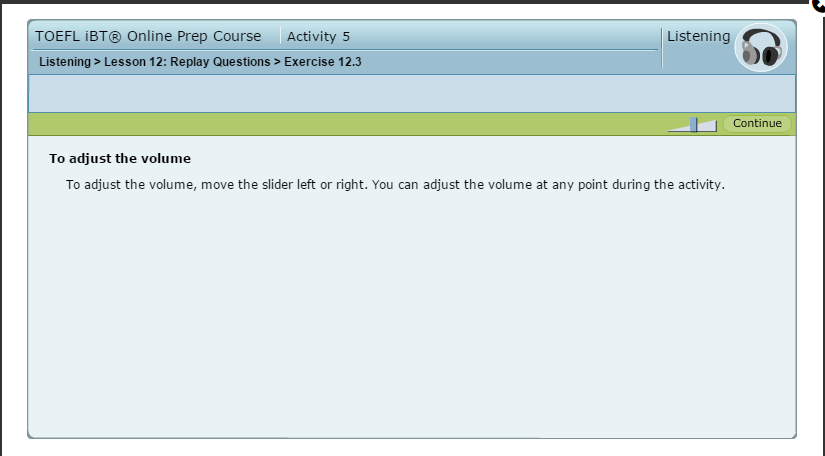 TOEFL iBT® Online Prep Course Activity 5 Listening
Listening > Lesson 12: Replay Questions > Exercise 12.3
Continue
To adjust the volume
To adjust the volume, move the slider left or right. You can adjust the volume at any point during the activity.